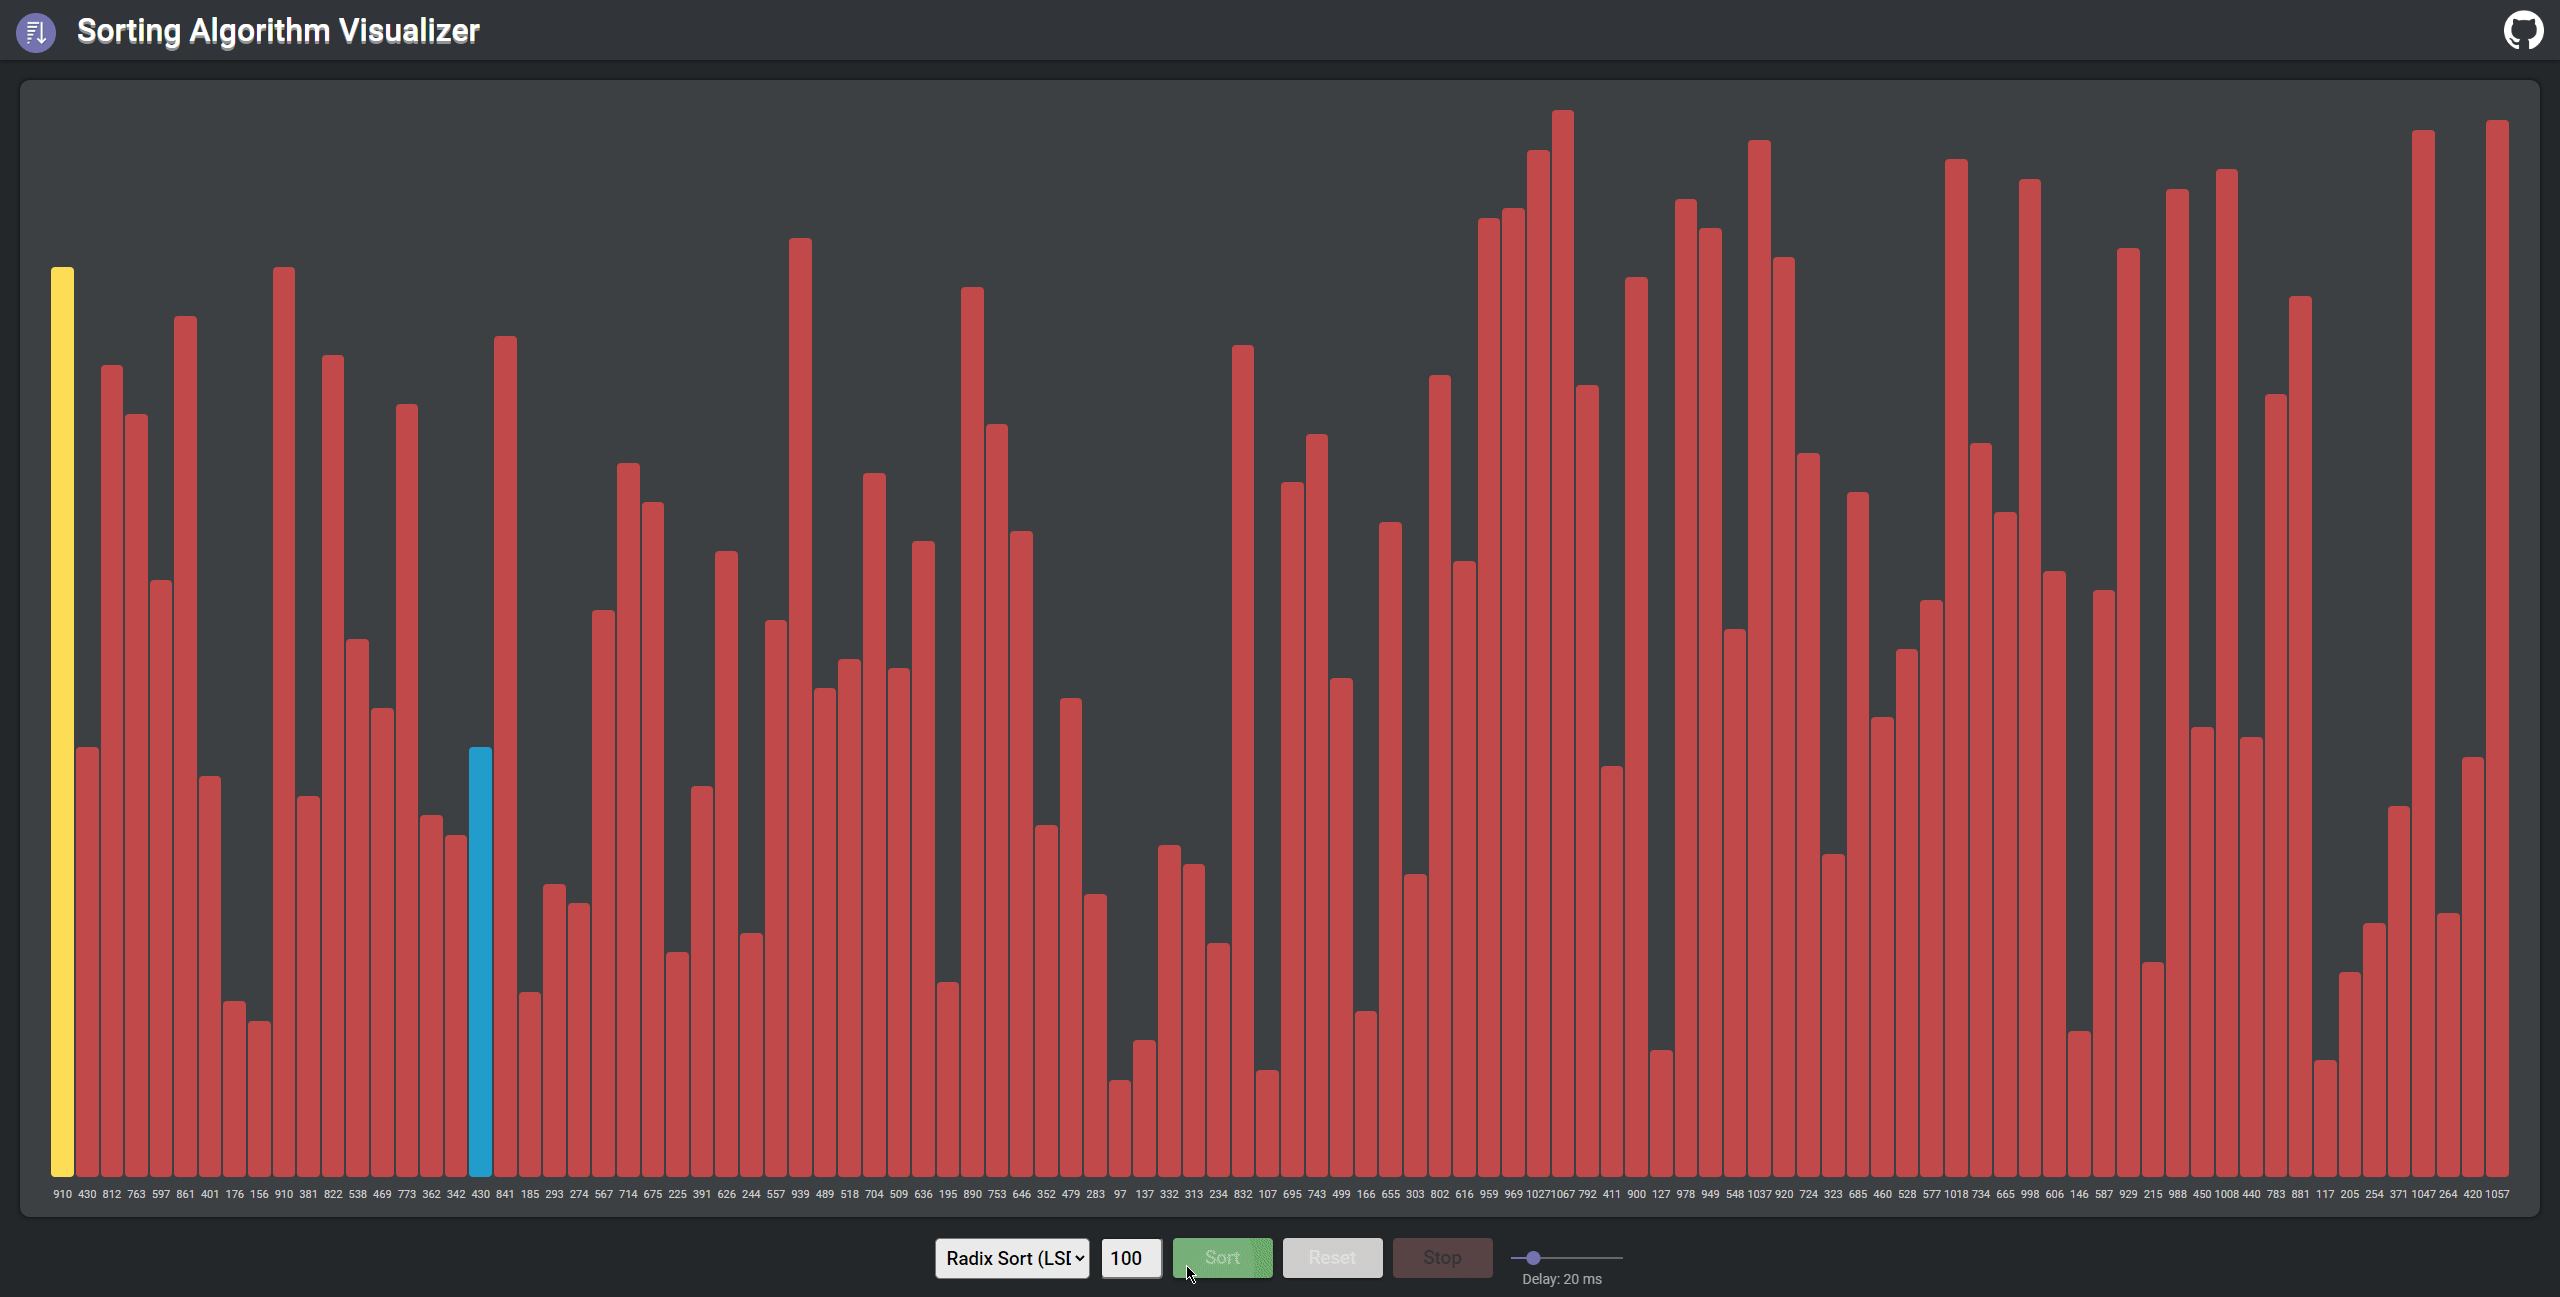 Sorting Algorithm Visualizer
910 430 812 763 597 861 401 176 156 910 381 822 538 469 773 362 342 430 841 185 293 274 567 714 675 225 391 626 244 557 939 489 518 704 509 636 195 890 753 646 352 479 283 97 137 332 313 234 832 107 695 743 499 166 655 303 802 616 959 969 1027 1067 792 411 900 127 978 949 548 1037 920 724 323 685 460 528 577 1018 734 665 998 606 146 587 929 215 988 450 1008 440 783 881 117 205 254 371 1047 264 420 1057
Radix Sort (LSD 100 Sort Reset Stop
Delay: 20 ms